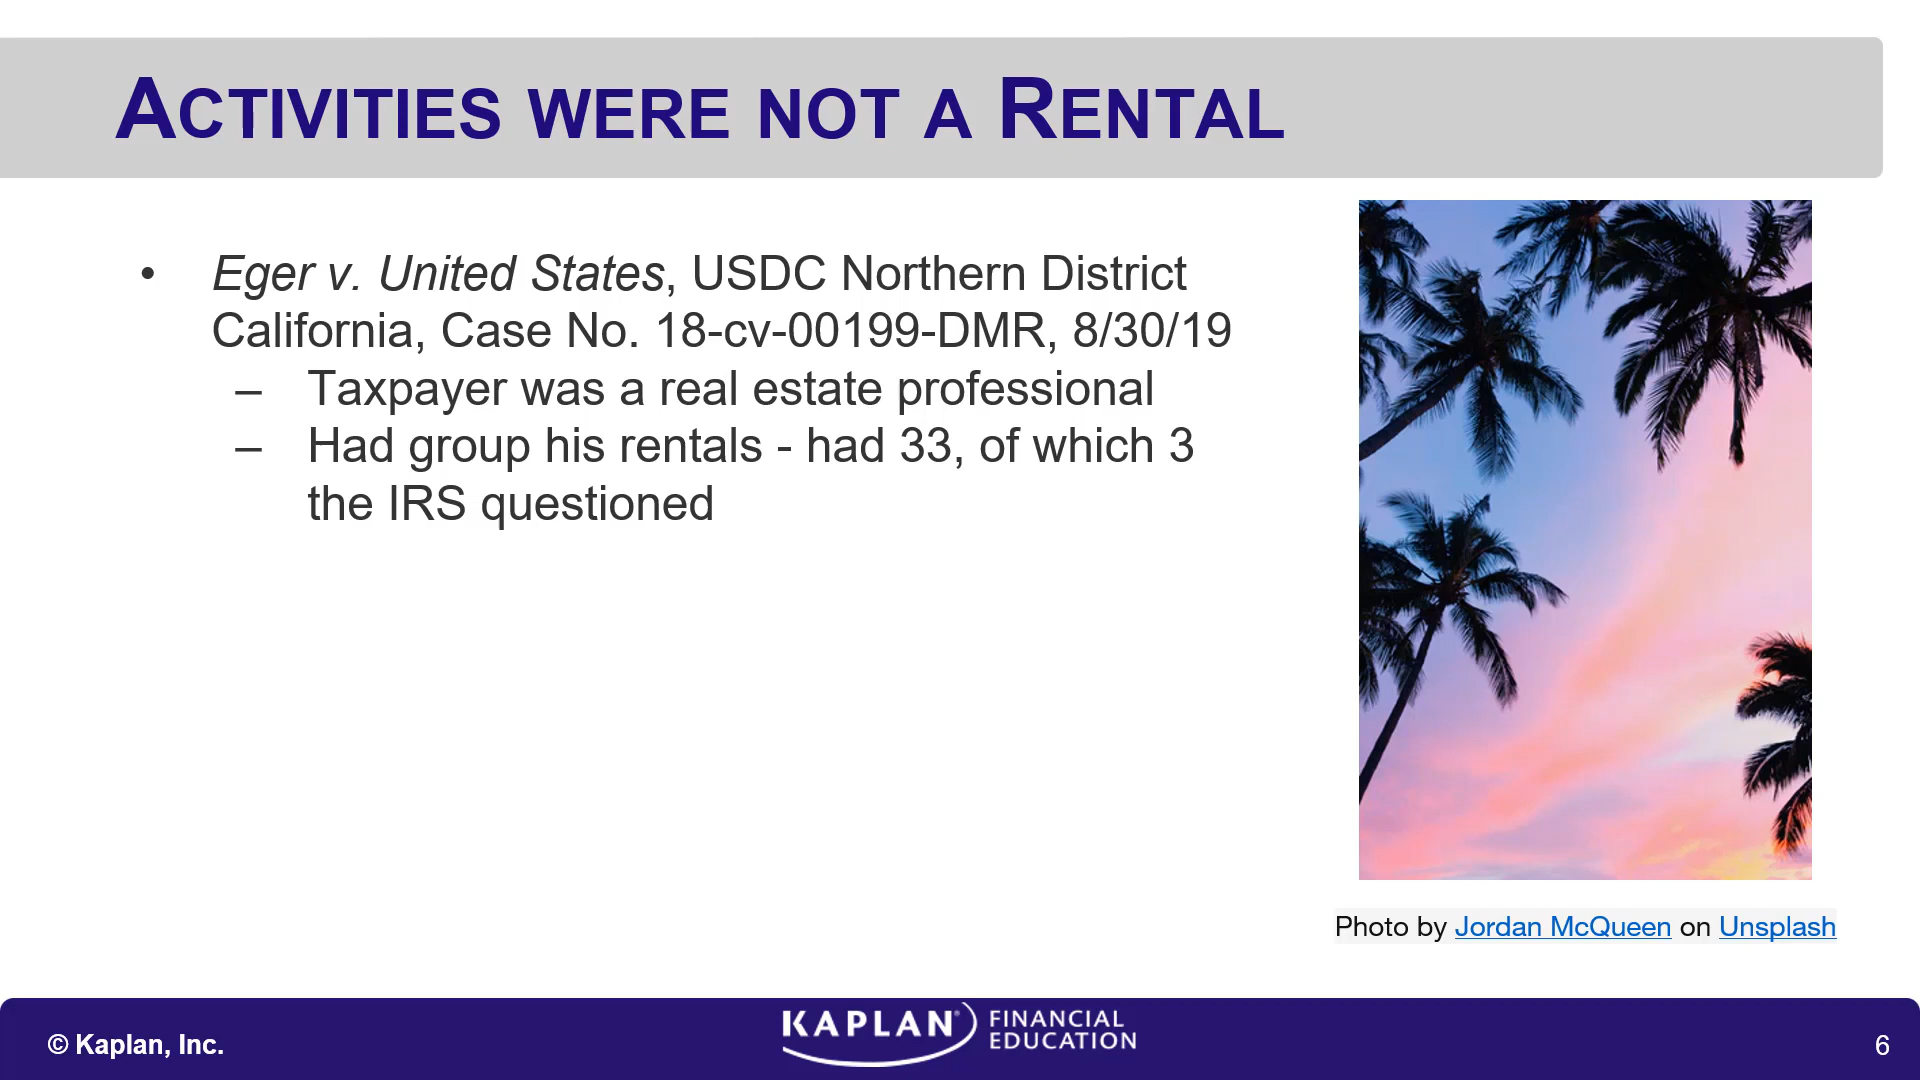 ACTIVITIES WERE NOT A RENTAL
• Eger v. United States, USDC Northern District
California, Case No. 18-cv-00199-DMR, 8/30/19
– Taxpayer was a real estate professional
– Had group his rentals - had 33, of which 3
the IRS questioned
Photo by Jordan McQueen on Unsplash
© Kaplan, Inc.
KAPLAN® FINANCIAL
EDUCATION
6